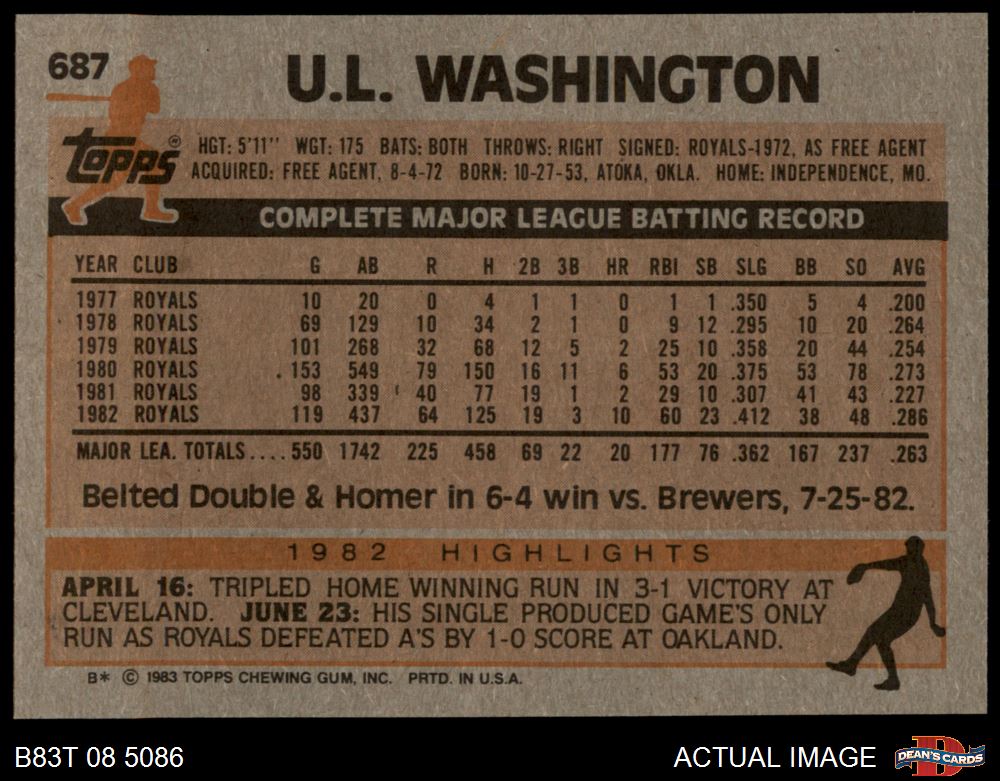 687
U.L. WASHINGTON
Topps®
HGT: 5'11" WGT: 175 BATS: BOTH THROWS: RIGHT SIGNED: ROYALS-1972, AS FREE AGENT
ACQUIRED: FREE AGENT, 8-4-72 BORN: 10-27-53, ATOKA, OKLA. HOME: INDEPENDENCE, MO.
COMPLETE MAJOR LEAGUE BATTING RECORD
YEAR CLUB G AB R H 2B 3B HR RBI SB SLG BB SO AVG
1977 ROYALS 10 20 0 4 1 1 0 1 1 .350 5 4 .200
1978 ROYALS 69 129 10 34 2 1 0 9 12 .295 10 20 .264
1979 ROYALS 101 268 32 68 12 5 2 25 10 .358 20 44 .254
1980 ROYALS 153 549 79 150 16 11 6 53 20 .375 53 78 .273
1981 ROYALS 98 339 40 77 19 1 2 29 10 .307 41 43 .227
1982 ROYALS 119 437 64 125 19 3 10 60 23 .412 38 48 .286
MAJOR LEA. TOTALS.... 550 1742 225 458 69 22 20 177 76 .362 167 237 .263
Belted Double & Homer in 6-4 win vs. Brewers, 7-25-82.
1982 HIGHLIGHTS
APRIL 16: TRIPLED HOME WINNING RUN IN 3-1 VICTORY AT
CLEVELAND. JUNE 23: HIS SINGLE PRODUCED GAME'S ONLY
RUN AS ROYALS DEFEATED A'S BY 1-0 SCORE AT OAKLAND.
B* © 1983 TOPPS CHEWING GUM, INC. PRTD. IN U.S.A.
B83T 08 5086
ACTUAL IMAGE
D
DEAN'S CARDS